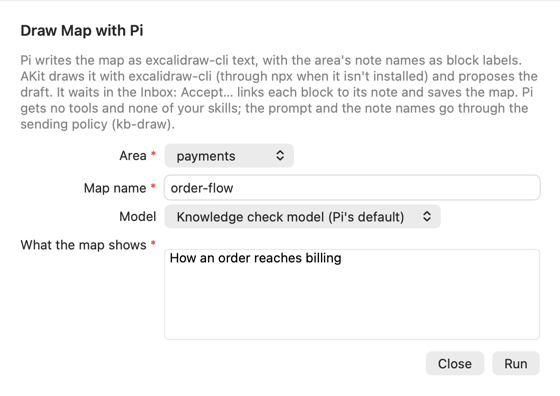 Draw Map with Pi
Pi writes the map as excalidraw-cli text, with the area's note names as block labels.
AKit draws it with excalidraw-cli (through npx when it isn't installed) and proposes the
draft. It waits in the Inbox: Accept... links each block to its note and saves the map. Pi
gets no tools and none of your skills; the prompt and the note names go through the
sending policy (kb-draw).
Area * payments
Map name * order-flow
Model Knowledge check model (Pi's default)
What the map shows * How an order reaches billing
Close Run